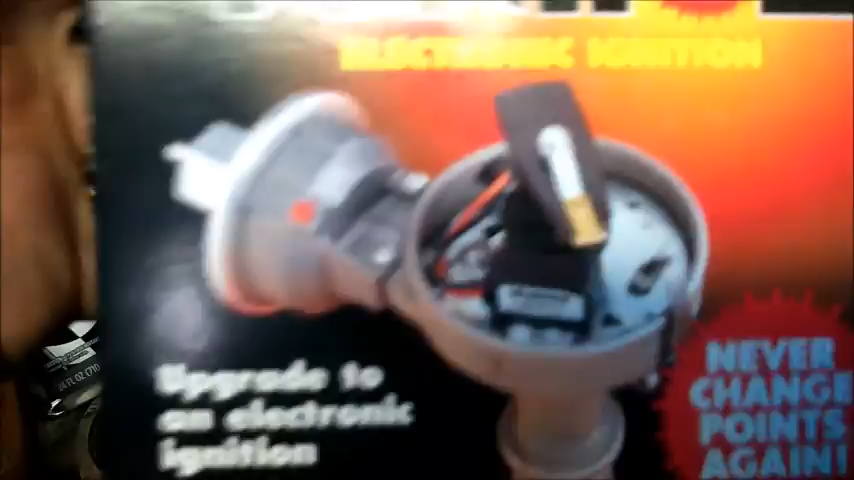 ELECTRONIC IGNITION
Upgrade to
an electronic
ignition
NEVER
CHANGE
POINTS
AGAIN!